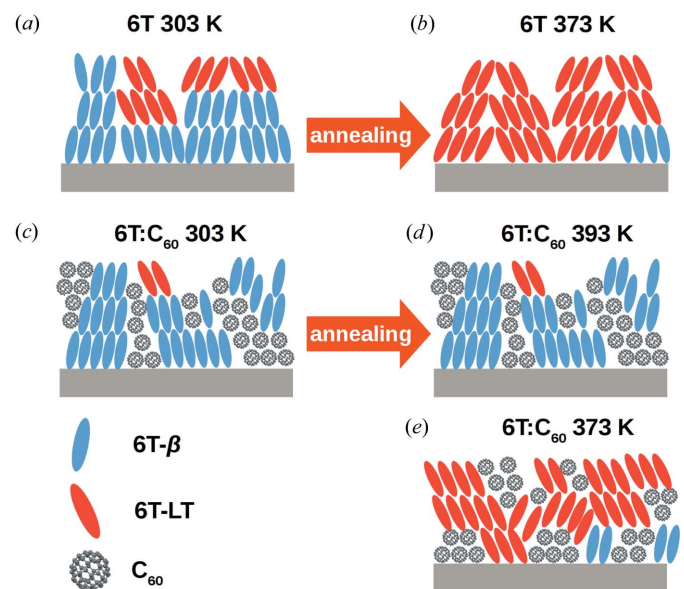 (a) 6T 303 K
(b) 6T 373 K
annealing
(c) 6T:C₆₀ 303 K
(d) 6T:C₆₀ 393 K
annealing
(e) 6T:C₆₀ 373 K
6T-β
6T-LT
C₆₀